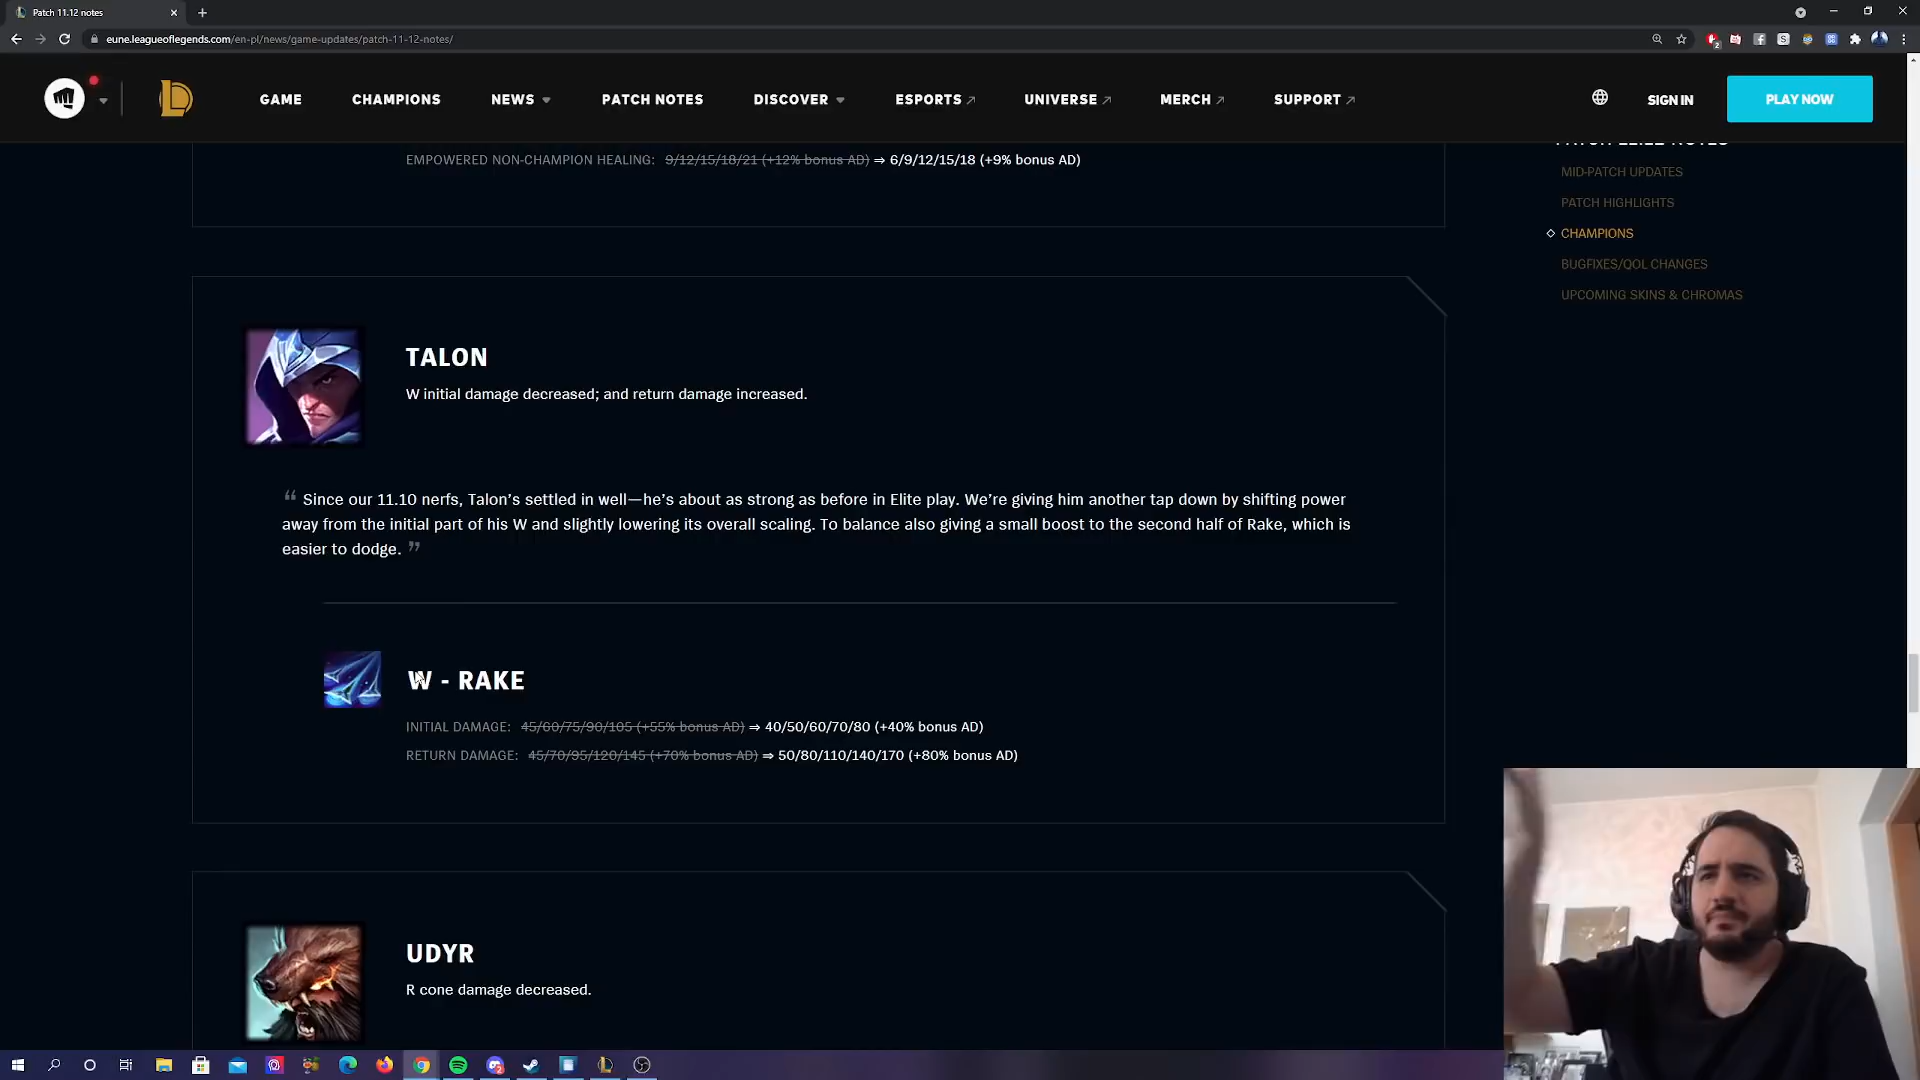 Patch 11.12 notes
eune.leagueoflegends.com/en-pl/news/game-updates/patch-11-12-notes/
GAME CHAMPIONS NEWS PATCH NOTES DISCOVER ESPORTS UNIVERSE MERCH SUPPORT SIGN IN PLAY NOW
EMPOWERED NON-CHAMPION HEALING: 9/12/15/18/21 (+12% bonus AD) ⇒ 6/9/12/15/18 (+9% bonus AD)
PATCH 11.12 NOTES
MID-PATCH UPDATES
PATCH HIGHLIGHTS
CHAMPIONS
BUGFIXES/QOL CHANGES
UPCOMING SKINS & CHROMAS
TALON
W initial damage decreased; and return damage increased.
“ Since our 11.10 nerfs, Talon's settled in well—he's about as strong as before in Elite play. We're giving him another tap down by shifting power
away from the initial part of his W and slightly lowering its overall scaling. To balance also giving a small boost to the second half of Rake, which is
easier to dodge. ”
W - RAKE
INITIAL DAMAGE: 45/60/75/90/105 (+55% bonus AD) ⇒ 40/50/60/70/80 (+40% bonus AD)
RETURN DAMAGE: 45/70/95/120/145 (+70% bonus AD) ⇒ 50/80/110/140/170 (+80% bonus AD)
UDYR
R cone damage decreased.